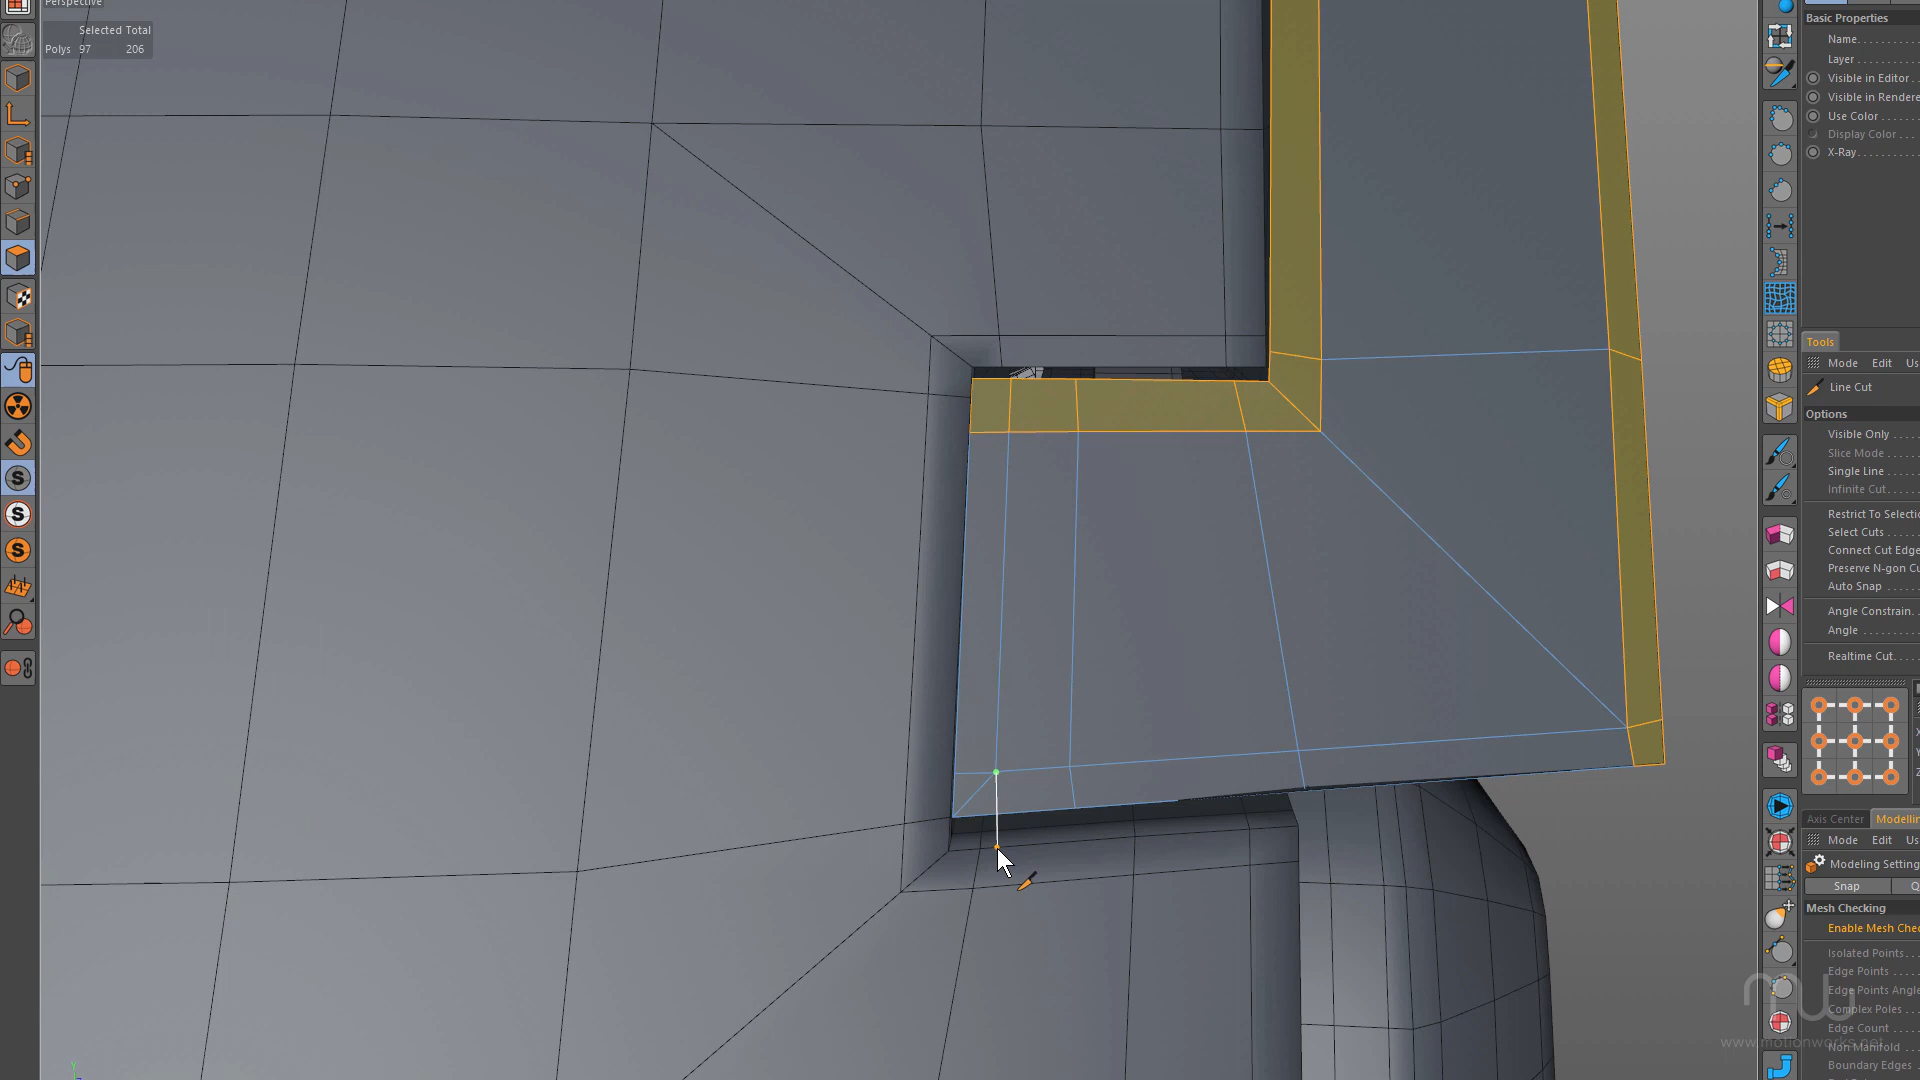 Perspective
Selected Total
Polys 97 206
Basic Properties
Name
Layer
Visible in Editor
Visible in Rendere
Use Color
Display Color
X-Ray
Tools
Mode Edit Us
Line Cut
Options
Visible Only
Slice Mode
Single Line
Infinite Cut
Restrict To Selectio
Select Cuts
Connect Cut Edge
Preserve N-gon Cu
Auto Snap
Angle Constrain
Angle
Realtime Cut
Axis Center Modellin
Mode Edit Us
Modeling Setting
Snap Q
Mesh Checking
Enable Mesh Chec
Isolated Points
Edge Points
Edge Points Angle
Complex Poles
Edge Count
Non Manifold
Boundary Edges
S
S
S
Y
mw
www.motionworks.net